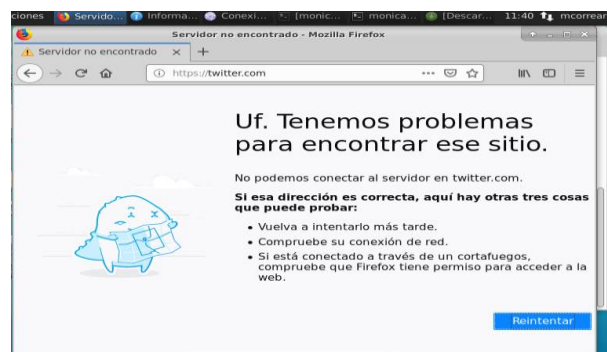 ciones Servido... Informa... Conexi... [monic... monica... [Descar... 11:40 mcorrear
Servidor no encontrado - Mozilla Firefox
Servidor no encontrado
https://twitter.com
Uf. Tenemos problemas
para encontrar ese sitio.
No podemos conectar al servidor en twitter.com.
Si esa dirección es correcta, aquí hay otras tres cosas
que puede probar:
• Vuelva a intentarlo más tarde.
• Compruebe su conexión de red.
• Si está conectado a través de un cortafuegos,
compruebe que Firefox tiene permiso para acceder a la
web.
Reintentar